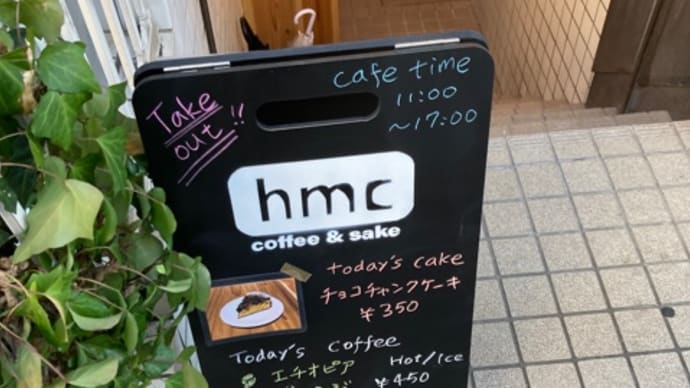 Take
out!!
cafe time
11:00
～17:00
hmc
coffee & sake
today's cake
チョコチャンクケーキ
¥350
Today's coffee
エチオピア Hot/Ice
¥450